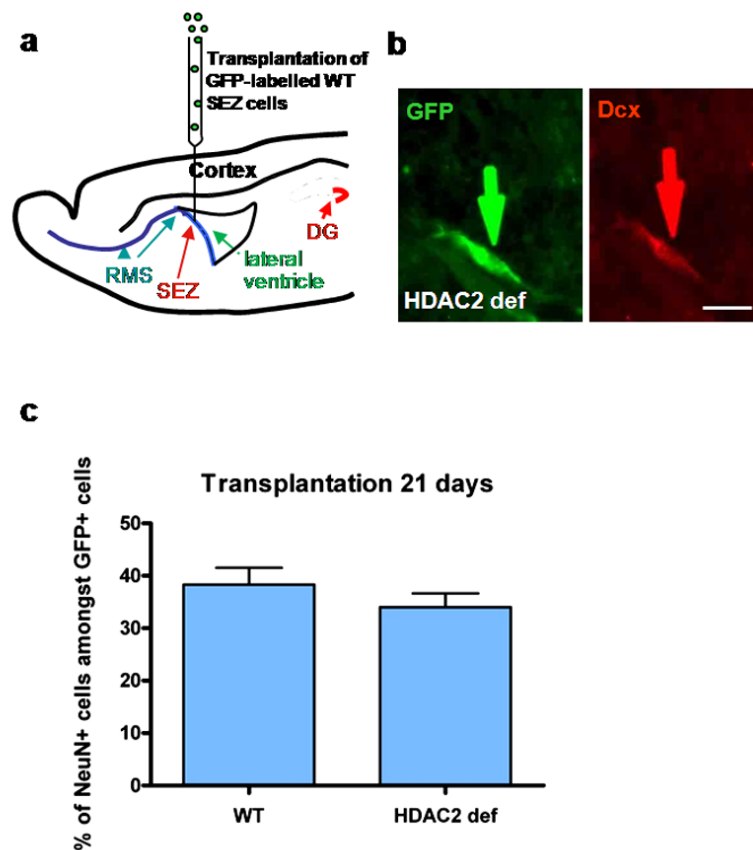 a
Transplantation of
GFP-labelled WT
SEZ cells
Cortex
DG
RMS
SEZ
lateral
ventricle
b
GFP
HDAC2 def
Dcx
c
Transplantation 21 days
% of NeuN+ cells amongst GFP+ cells
50
40
30
20
10
0
WT
HDAC2 def